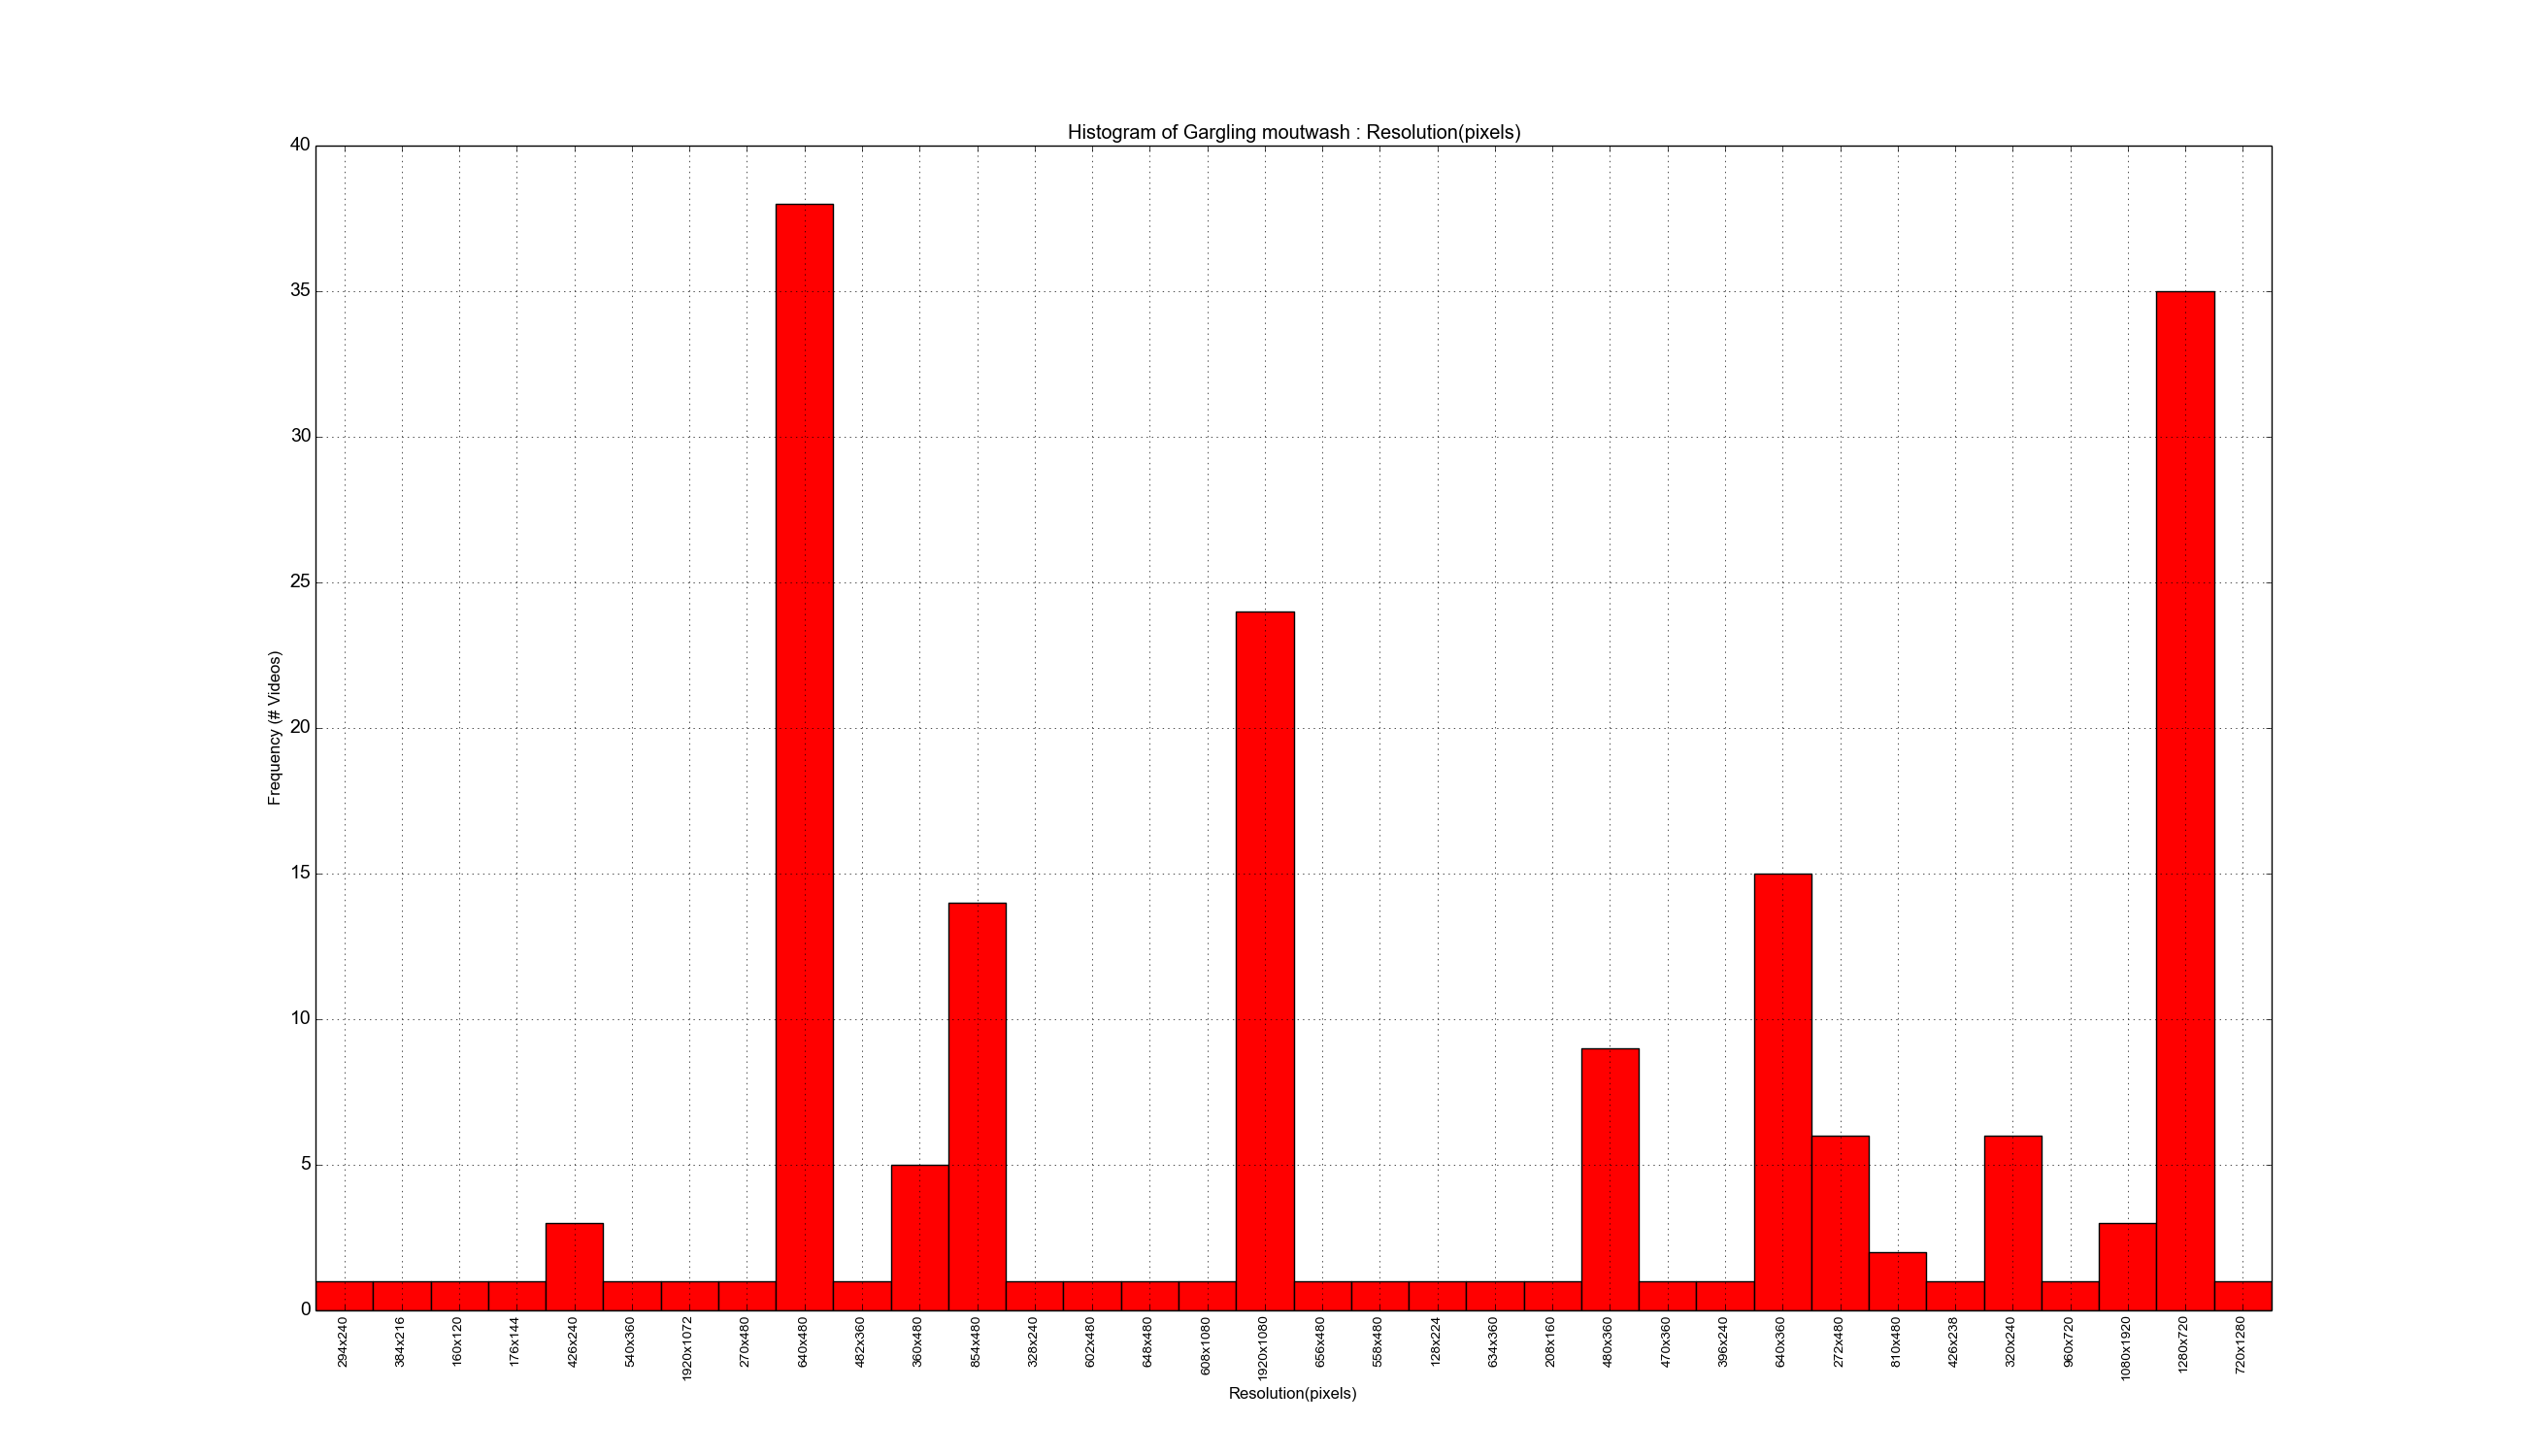 Histogram of Gargling moutwash : Resolution(pixels)
40
35
30
25
20
15
10
5
0
Frequency (# Videos)
294x240
384x216
160x120
176x144
426x240
540x360
1920x1072
270x480
640x480
482x360
360x480
854x480
328x240
602x480
648x480
608x1080
1920x1080
656x480
558x480
128x224
634x360
208x160
480x360
470x360
396x240
640x360
272x480
810x480
426x238
320x240
960x720
1080x1920
1280x720
720x1280
Resolution(pixels)